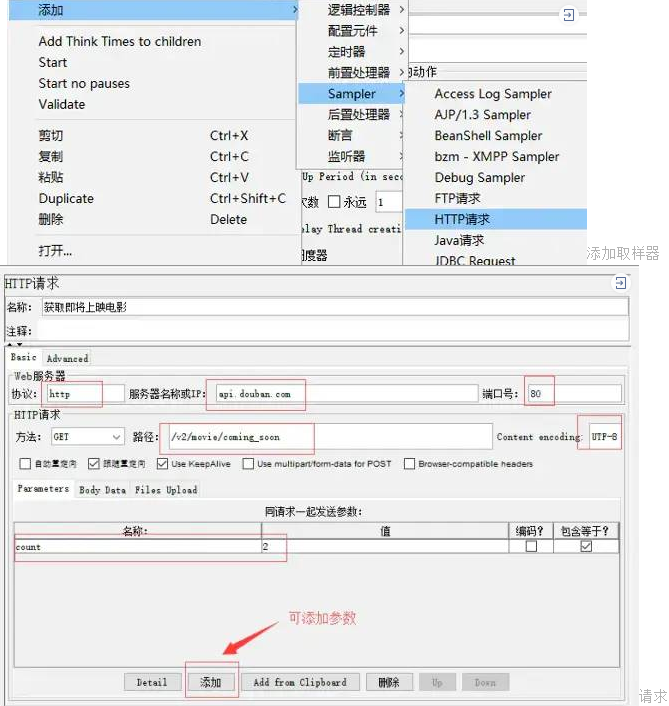 添加
Add Think Times to children
Start
Start no pauses
Validate
剪切 Ctrl+X
复制 Ctrl+C
粘贴 Ctrl+V
Duplicate Ctrl+Shift+C
删除 Delete
打开...
逻辑控制器
配置元件
定时器
前置处理器
Sampler
后置处理器
断言
监听器
的动作
Up Period (in seco
次数 永远 1
elay Thread creati
度器
Access Log Sampler
AJP/1.3 Sampler
BeanShell Sampler
bzm - XMPP Sampler
Debug Sampler
FTP请求
HTTP请求
Java请求
JDBC Request
添加取样器
HTTP请求
名称: 获取即将上映电影
注释:
Basic Advanced
Web服务器
协议: http 服务器名称或IP: api.douban.com 端口号: 80
HTTP请求
方法: GET 路径: /v2/movie/coming_soon Content encoding: UTF-8
自动重定向 跟随重定向 Use KeepAlive Use multipart/form-data for POST Browser-compatible headers
Parameters Body Data Files Upload
同请求一起发送参数:
名称: 值 编码? 包含等于?
count 2
可添加参数
Detail 添加 Add from Clipboard 删除 Up Down
请求